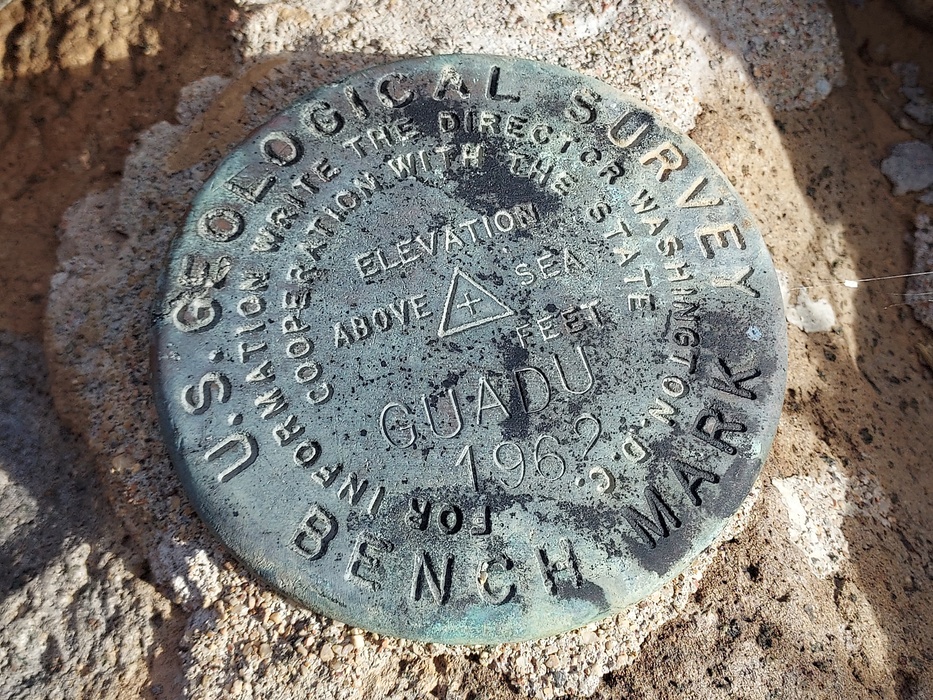 U.S. GEOLOGICAL SURVEY
BENCH MARK
FOR INFORMATION WRITE THE DIRECTOR WASHINGTON, D.C.
COOPERATION WITH THE STATE
ELEVATION
ABOVE SEA
FEET
GUADU
1962